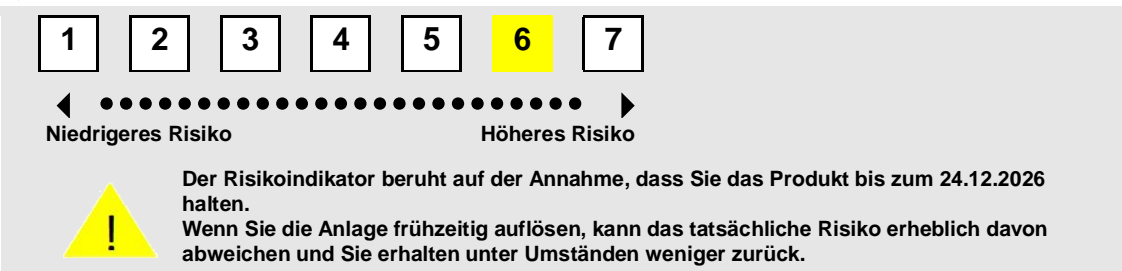 1 2 3 4 5 6 7
Niedrigeres Risiko Höheres Risiko
!
Der Risikoindikator beruht auf der Annahme, dass Sie das Produkt bis zum 24.12.2026
halten.
Wenn Sie die Anlage frühzeitig auflösen, kann das tatsächliche Risiko erheblich davon
abweichen und Sie erhalten unter Umständen weniger zurück.